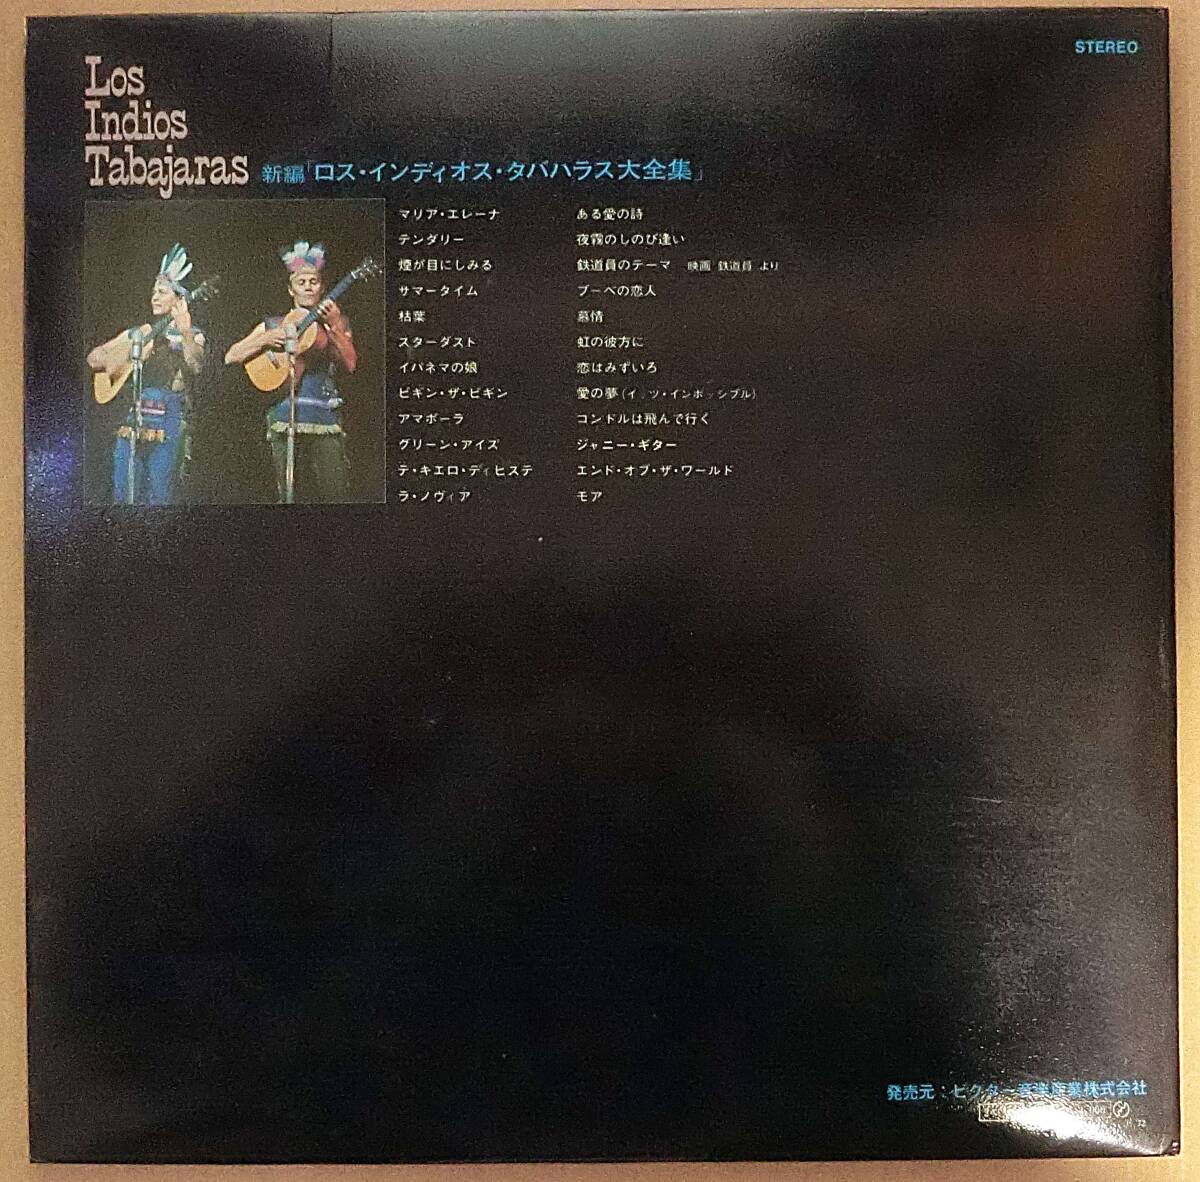 STEREO
Los
Indios
Tabajaras
新編「ロス・インディオス・タバハラス大全集」
マリア・エレーナ
テンダリー
煙が目にしみる
サマータイム
枯葉
スターダスト
イパネマの娘
ビギン・ザ・ビギン
アマポーラ
グリーン・アイズ
テ・キエロ・ディヒステ
ラ・ノヴィア
ある愛の詩
夜霧のしのび逢い
鉄道員のテーマ 映画 鉄道員 より
ブーベの恋人
慕情
虹の彼方に
恋はみずいろ
愛の夢(イッツ・インポッシブル)
コンドルは飛んで行く
ジャニー・ギター
エンド・オブ・ザ・ワールド
モア
発売元:ビクター音楽産業株式会社